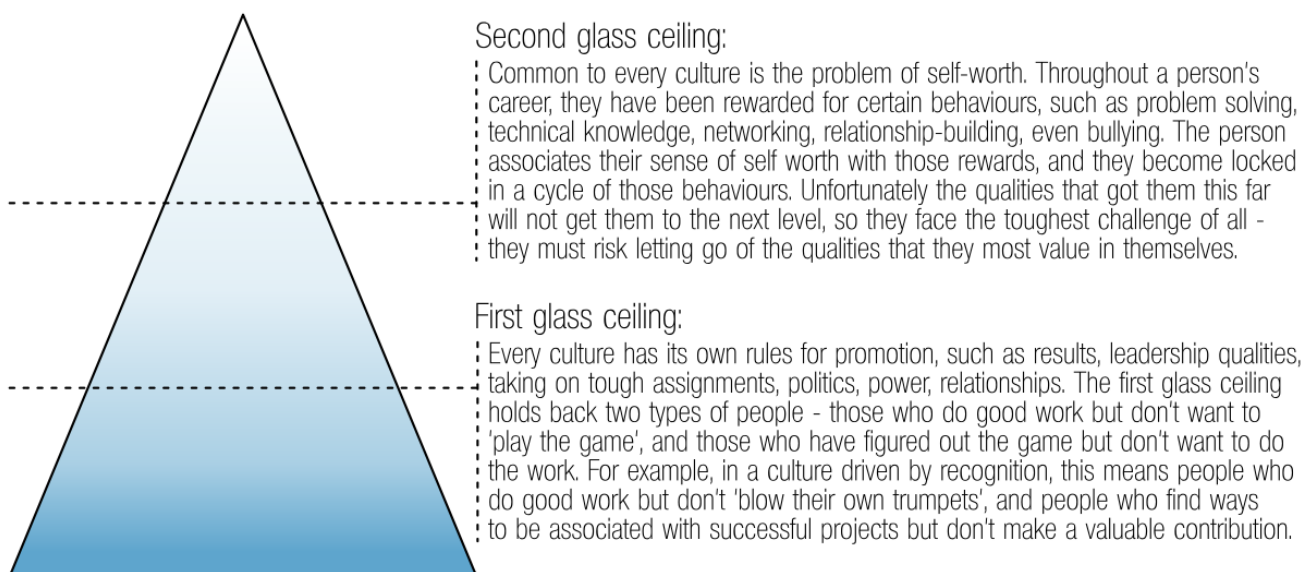 Second glass ceiling:
Common to every culture is the problem of self-worth. Throughout a person's
career, they have been rewarded for certain behaviours, such as problem solving,
technical knowledge, networking, relationship-building, even bullying. The person
associates their sense of self worth with those rewards, and they become locked
in a cycle of those behaviours. Unfortunately the qualities that got them this far
will not get them to the next level, so they face the toughest challenge of all -
they must risk letting go of the qualities that they most value in themselves.
First glass ceiling:
Every culture has its own rules for promotion, such as results, leadership qualities,
taking on tough assignments, politics, power, relationships. The first glass ceiling
holds back two types of people - those who do good work but don't want to
'play the game', and those who have figured out the game but don't want to do
the work. For example, in a culture driven by recognition, this means people who
do good work but don't 'blow their own trumpets', and people who find ways
to be associated with successful projects but don't make a valuable contribution.